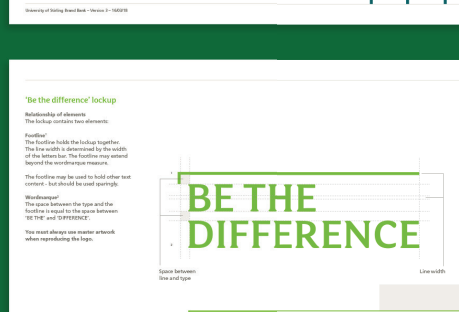 University of Stirling Brand Bank – Version 3 – 16/03/18
'Be the difference' lockup
Relationship of elements
The lockup contains two elements
Footline¹
The footline holds the lockup together.
The line width is determined by the width
of the letters bar. The footline may extend
beyond the wordmarque measure.
The footline may be used to hold other text
content - but should be used sparingly.
Wordmarque²
The space between the type and the
footline is equal to the space between
'BE THE' and 'DIFFERENCE'.
You must always use master artwork
when reproducing the logo.
BE THE
DIFFERENCE
Space between
line and type
Line width